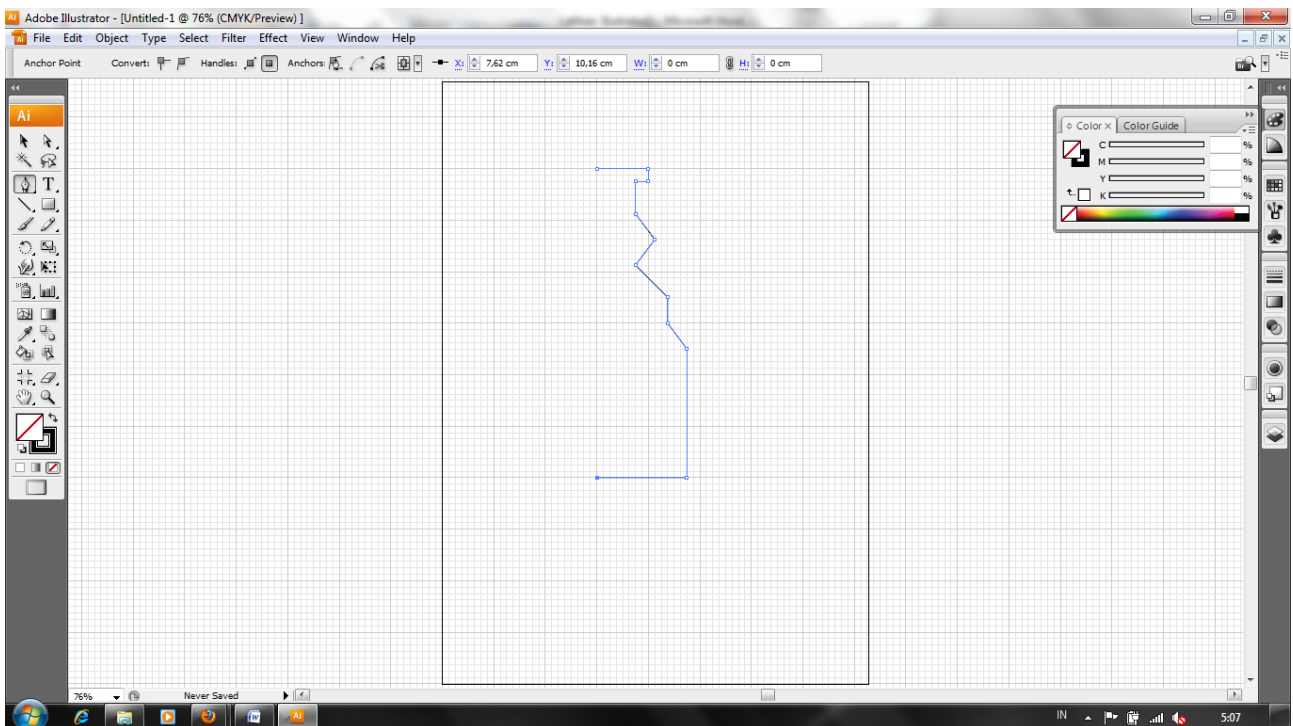 Adobe Illustrator - [Untitled-1 @ 76% (CMYK/Preview) ]
File Edit Object Type Select Filter Effect View Window Help
Anchor Point Convert: Handles: Anchors: X: 7,62 cm Y: 10,16 cm W: 0 cm H: 0 cm
Ai
T
Color × Color Guide
C %
M %
Y %
K %
76% Never Saved
IN 5:07